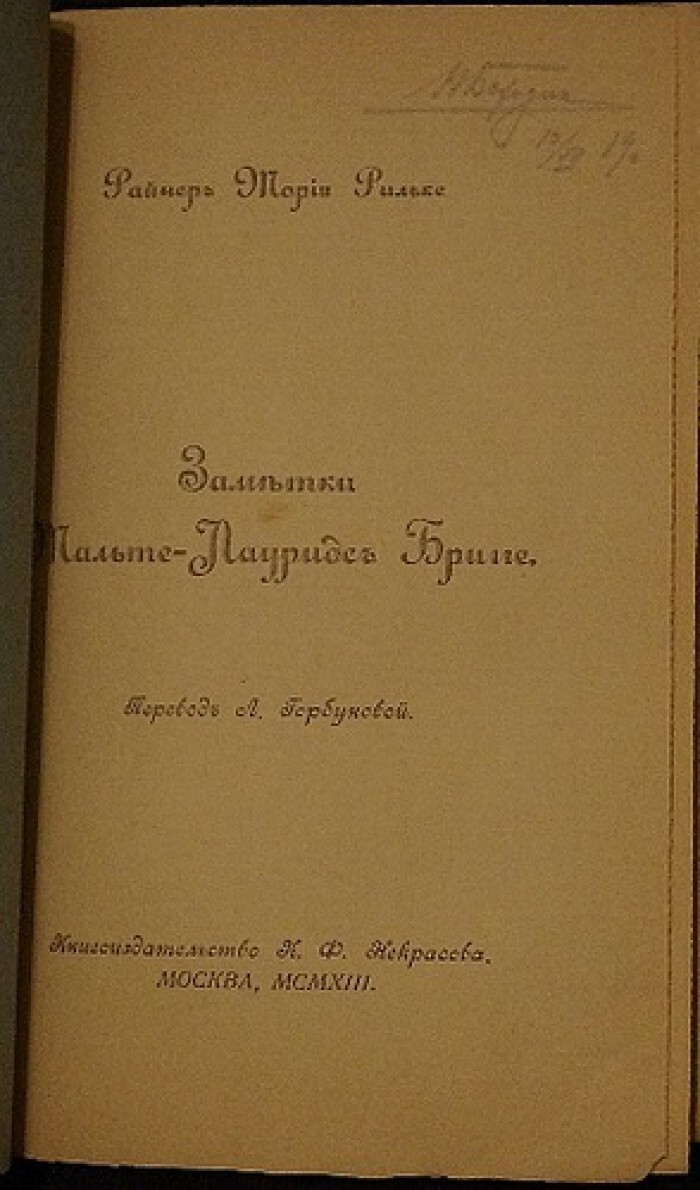 Райнеръ Марія Рильке
Замѣтки
Мальте-Лауридсъ Бригге.
Переводъ Л. Горбуновой.
Книгоиздательство К. Ф. Некрасова,
МОСКВА, MCMXIII.